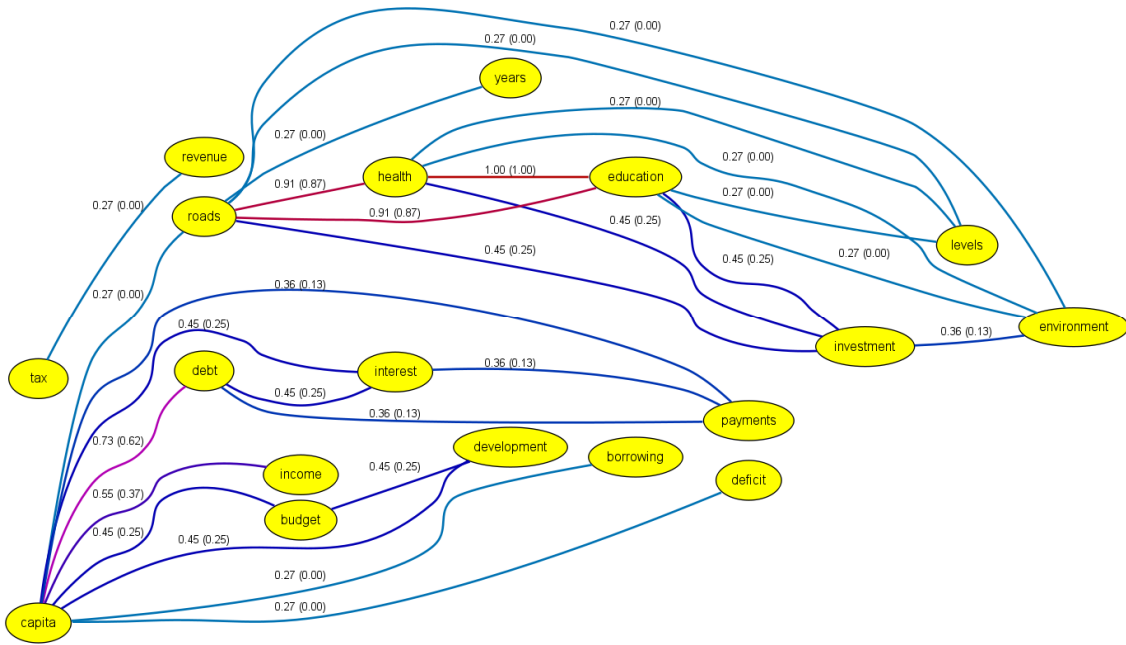 0.27 (0.00)
0.27 (0.00)
years
0.27 (0.00)
0.27 (0.00)
revenue
0.27 (0.00)
health
1.00 (1.00)
education
0.91 (0.87)
0.27 (0.00)
0.27 (0.00)
roads
0.91 (0.87)
0.45 (0.25)
levels
0.45 (0.25)
0.27 (0.00)
0.45 (0.25)
0.27 (0.00)
0.36 (0.13)
environment
0.45 (0.25)
0.36 (0.13)
investment
tax
debt
interest
0.36 (0.13)
0.45 (0.25)
0.36 (0.13)
payments
0.73 (0.62)
development
borrowing
income
0.45 (0.25)
deficit
0.55 (0.37)
budget
0.45 (0.25)
0.45 (0.25)
0.27 (0.00)
0.27 (0.00)
capita